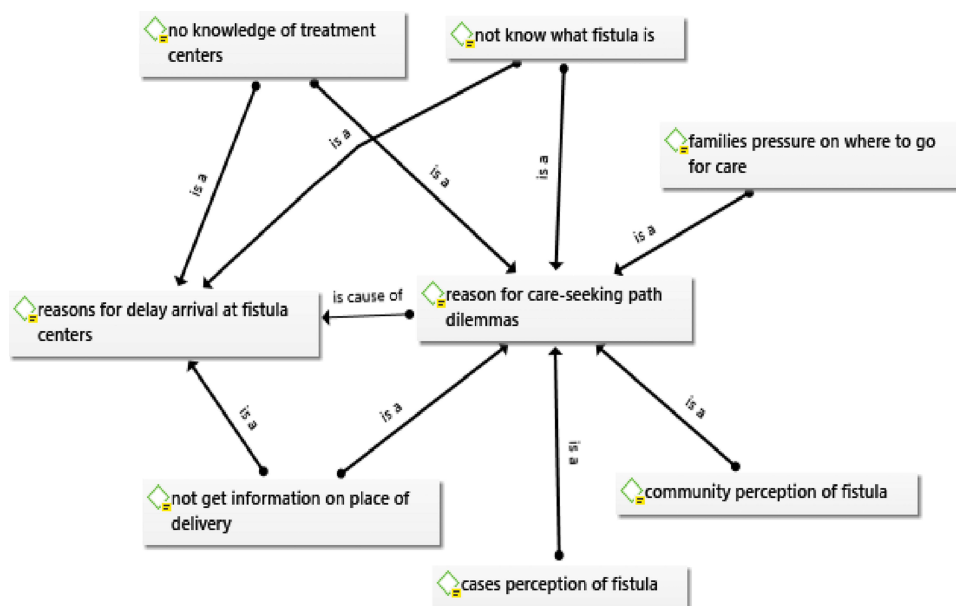 no knowledge of treatment
centers
not know what fistula is
families pressure on where to go
for care
is a
is a
is a
is a
is a
reasons for delay arrival at fistula
centers
is cause of
reason for care-seeking path
dilemmas
is a
is a
is a
is a
not get information on place of
delivery
community perception of fistula
cases perception of fistula